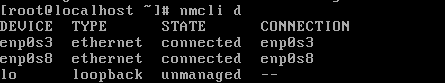 [root@localhost ~]# nmcli d
DEVICE  TYPE      STATE      CONNECTION
enp0s3  ethernet  connected  enp0s3
enp0s8  ethernet  connected  enp0s8
lo      loopback  unmanaged  --